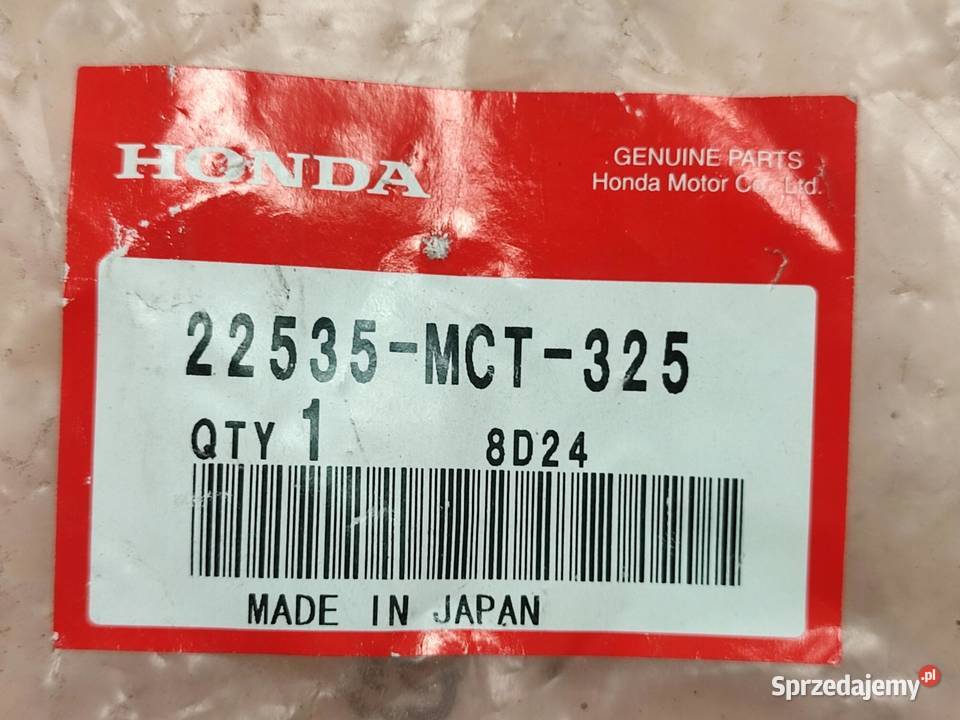 HONDA
GENUINE PARTS
Honda Motor Co., Ltd.
22535-MCT-325
QTY 1 8D24
MADE IN JAPAN
Sprzedajemy.pl